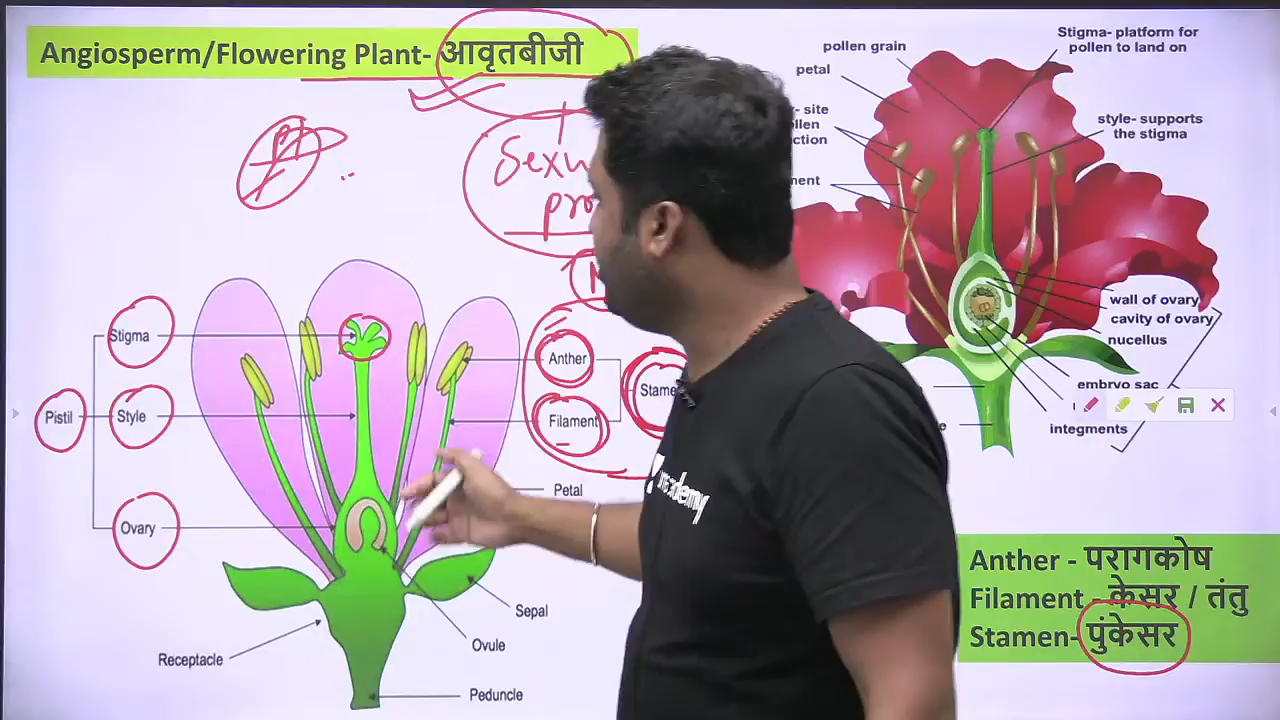 Angiosperm/Flowering Plant- आवृतबीजी
Stigma
Style
Pistil
Ovary
Receptacle
Anther
Filament
Petal
Sepal
Ovule
Peduncle
pollen grain
petal
Stigma- platform for
pollen to land on
style- supports
the stigma
site
wall of ovary
cavity of ovary
nucellus
embryo sac
integments
Anther - परागकोष
Filament - केसर / तंतु
Stamen- पुंकेसर